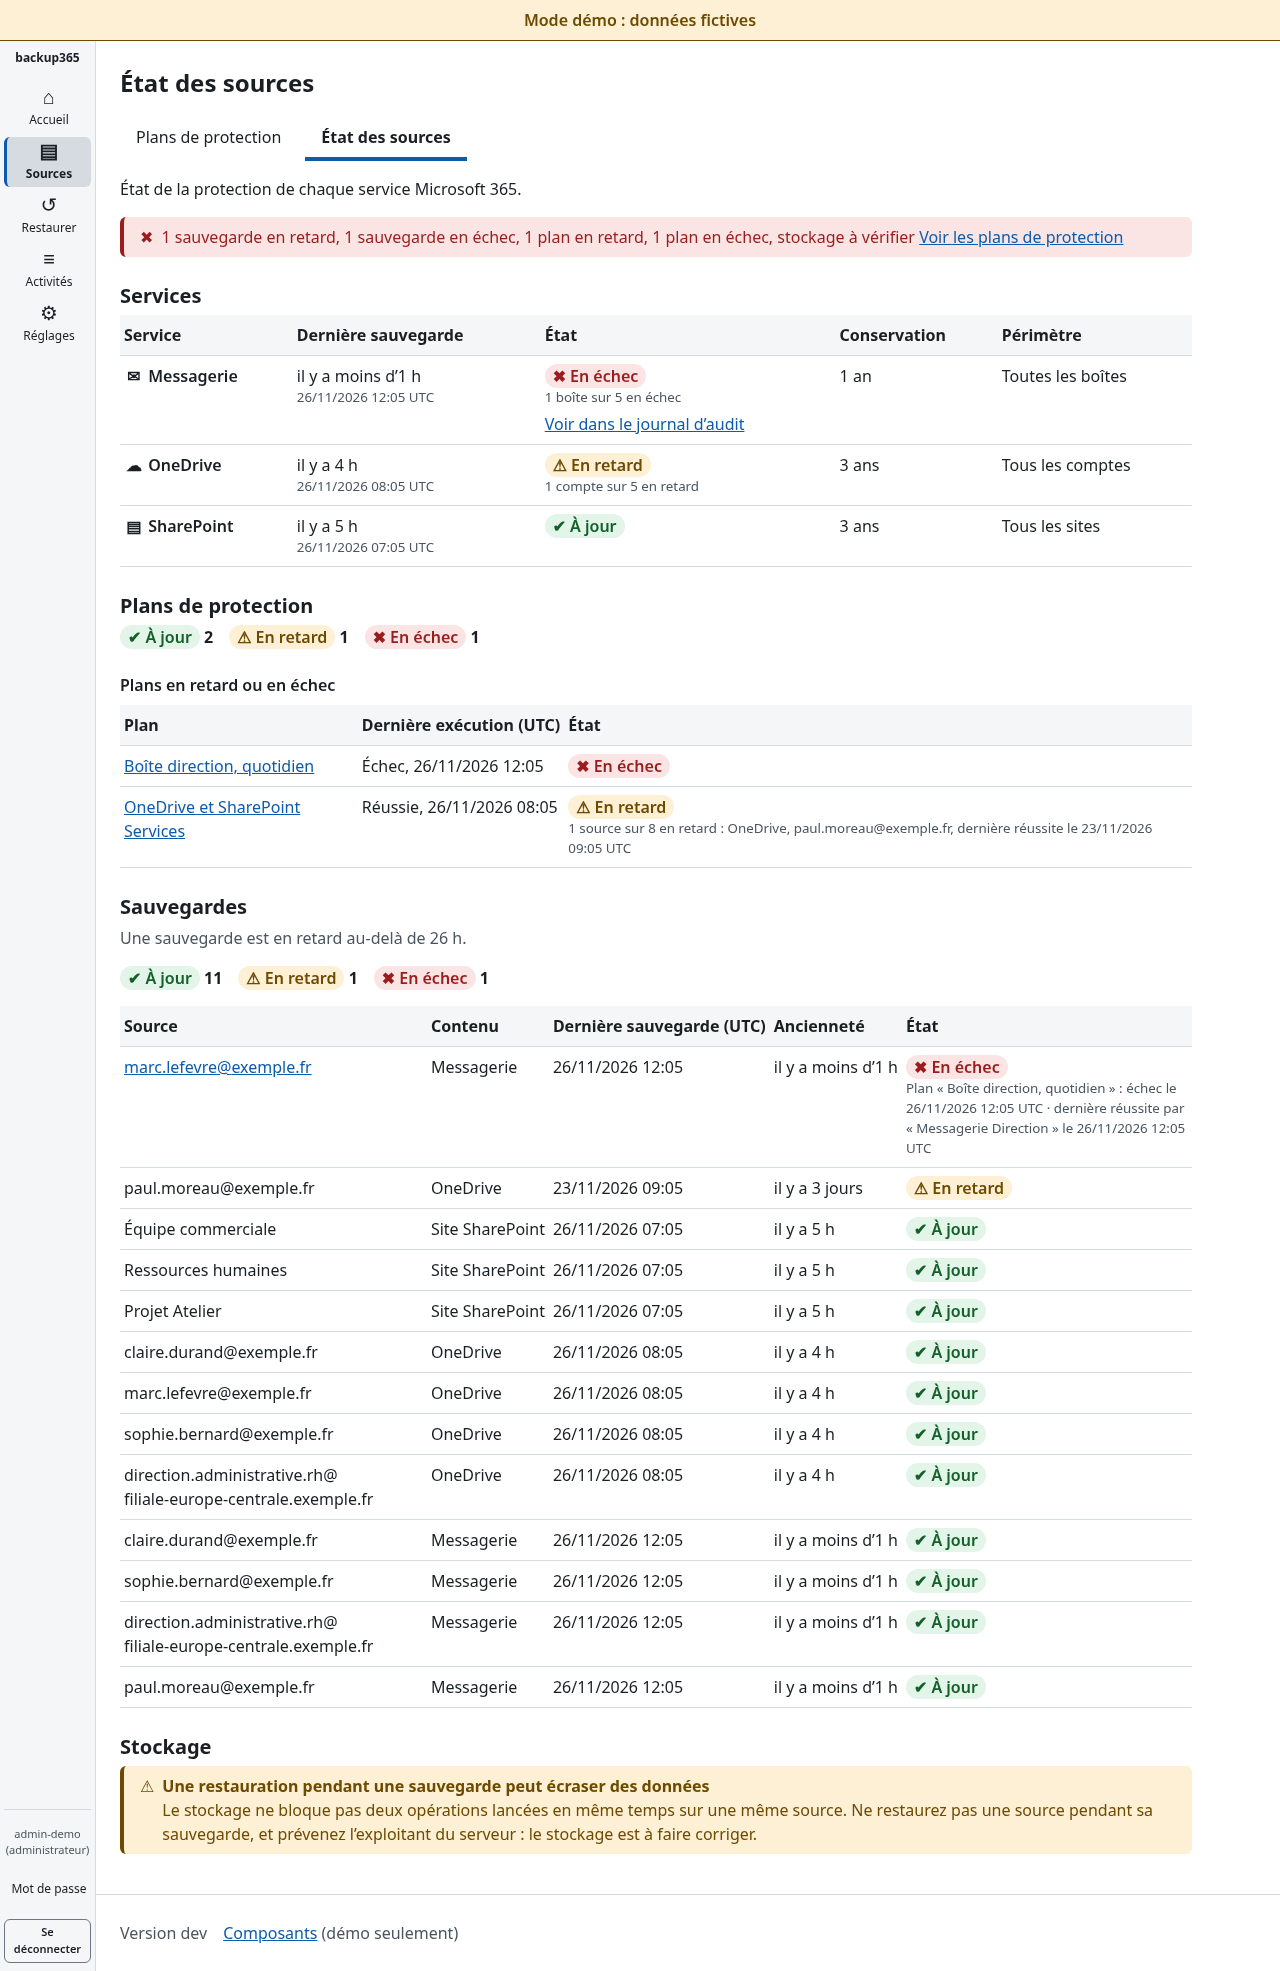 Mode démo : données fictives
backup365
Accueil
Sources
Restaurer
Activités
Réglages
admin-demo
(administrateur)
Mot de passe
Se
déconnecter
État des sources
Plans de protection État des sources
État de la protection de chaque service Microsoft 365.
✖ 1 sauvegarde en retard, 1 sauvegarde en échec, 1 plan en retard, 1 plan en échec, stockage à vérifier Voir les plans de protection
Services
Service Dernière sauvegarde État Conservation Périmètre
✉ Messagerie il y a moins d’1 h ✖ En échec 1 an Toutes les boîtes
26/11/2026 12:05 UTC 1 boîte sur 5 en échec
Voir dans le journal d’audit
☁ OneDrive il y a 4 h ⚠ En retard 3 ans Tous les comptes
26/11/2026 08:05 UTC 1 compte sur 5 en retard
▤ SharePoint il y a 5 h ✔ À jour 3 ans Tous les sites
26/11/2026 07:05 UTC
Plans de protection
✔ À jour 2 ⚠ En retard 1 ✖ En échec 1
Plans en retard ou en échec
Plan Dernière exécution (UTC) État
Boîte direction, quotidien Échec, 26/11/2026 12:05 ✖ En échec
OneDrive et SharePoint Réussie, 26/11/2026 08:05 ⚠ En retard
Services 1 source sur 8 en retard : OneDrive, paul.moreau@exemple.fr, dernière réussite le 23/11/2026
09:05 UTC
Sauvegardes
Une sauvegarde est en retard au-delà de 26 h.
✔ À jour 11 ⚠ En retard 1 ✖ En échec 1
Source Contenu Dernière sauvegarde (UTC) Ancienneté État
marc.lefevre@exemple.fr Messagerie 26/11/2026 12:05 il y a moins d’1 h ✖ En échec
Plan « Boîte direction, quotidien » : échec le
26/11/2026 12:05 UTC · dernière réussite par
« Messagerie Direction » le 26/11/2026 12:05
UTC
paul.moreau@exemple.fr OneDrive 23/11/2026 09:05 il y a 3 jours ⚠ En retard
Équipe commerciale Site SharePoint 26/11/2026 07:05 il y a 5 h ✔ À jour
Ressources humaines Site SharePoint 26/11/2026 07:05 il y a 5 h ✔ À jour
Projet Atelier Site SharePoint 26/11/2026 07:05 il y a 5 h ✔ À jour
claire.durand@exemple.fr OneDrive 26/11/2026 08:05 il y a 4 h ✔ À jour
marc.lefevre@exemple.fr OneDrive 26/11/2026 08:05 il y a 4 h ✔ À jour
sophie.bernard@exemple.fr OneDrive 26/11/2026 08:05 il y a 4 h ✔ À jour
direction.administrative.rh@ OneDrive 26/11/2026 08:05 il y a 4 h ✔ À jour
filiale-europe-centrale.exemple.fr
claire.durand@exemple.fr Messagerie 26/11/2026 12:05 il y a moins d’1 h ✔ À jour
sophie.bernard@exemple.fr Messagerie 26/11/2026 12:05 il y a moins d’1 h ✔ À jour
direction.administrative.rh@ Messagerie 26/11/2026 12:05 il y a moins d’1 h ✔ À jour
filiale-europe-centrale.exemple.fr
paul.moreau@exemple.fr Messagerie 26/11/2026 12:05 il y a moins d’1 h ✔ À jour
Stockage
⚠ Une restauration pendant une sauvegarde peut écraser des données
Le stockage ne bloque pas deux opérations lancées en même temps sur une même source. Ne restaurez pas une source pendant sa
sauvegarde, et prévenez l’exploitant du serveur : le stockage est à faire corriger.
Version dev Composants (démo seulement)